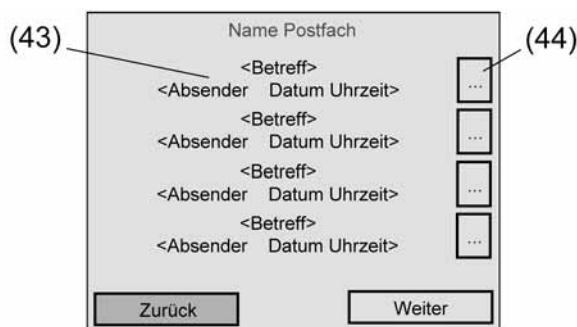 Name Postfach
(43)
(44)
<Betreff>
...
<Absender Datum Uhrzeit>
<Betreff>
...
<Absender Datum Uhrzeit>
<Betreff>
...
<Absender Datum Uhrzeit>
<Betreff>
...
<Absender Datum Uhrzeit>
Zurück
Weiter